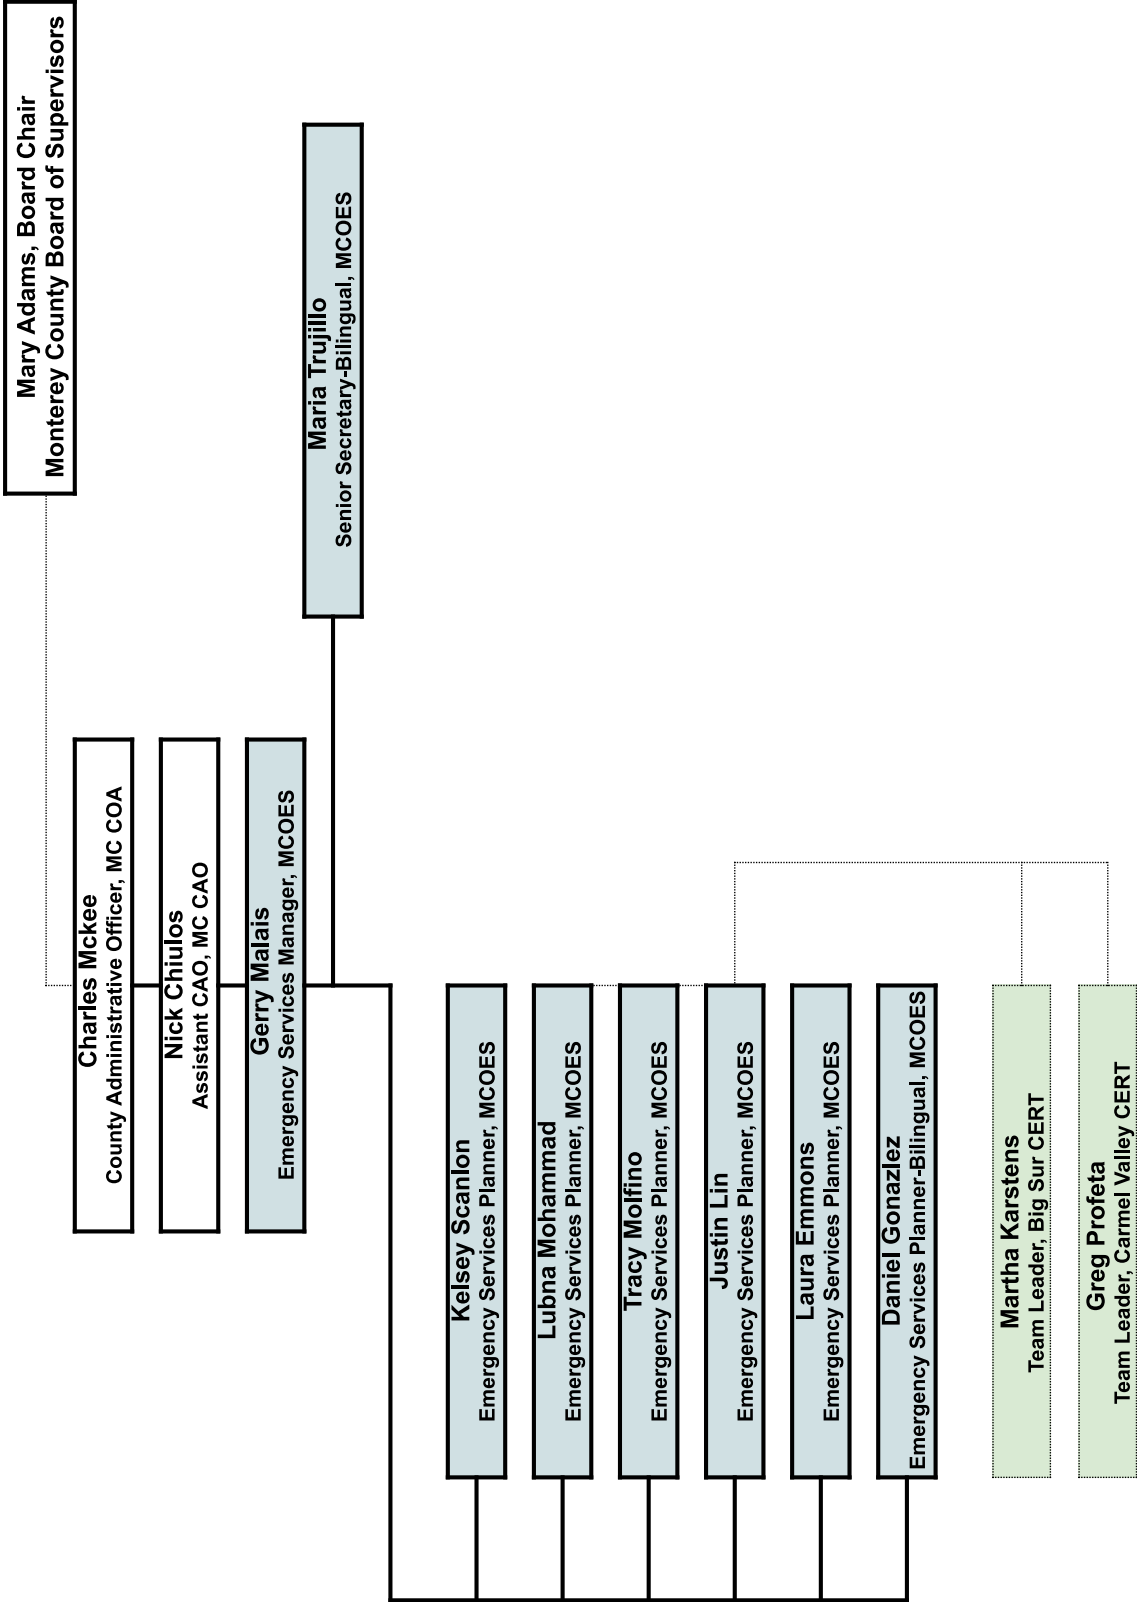 Mary Adams, Board Chair
Monterey County Board of Supervisors
Charles Mckee
County Administrative Officer, MC COA
Nick Chiulos
Assistant CAO, MC CAO
Gerry Malais
Emergency Services Manager, MCOES
Maria Trujillo
Senior Secretary-Bilingual, MCOES
Kelsey Scanlon
Emergency Services Planner, MCOES
Lubna Mohammad
Emergency Services Planner, MCOES
Tracy Molfino
Emergency Services Planner, MCOES
Justin Lin
Emergency Services Planner, MCOES
Laura Emmons
Emergency Services Planner, MCOES
Daniel Gonazlez
Emergency Services Planner-Bilingual, MCOES
Martha Karstens
Team Leader, Big Sur CERT
Greg Profeta
Team Leader, Carmel Valley CERT